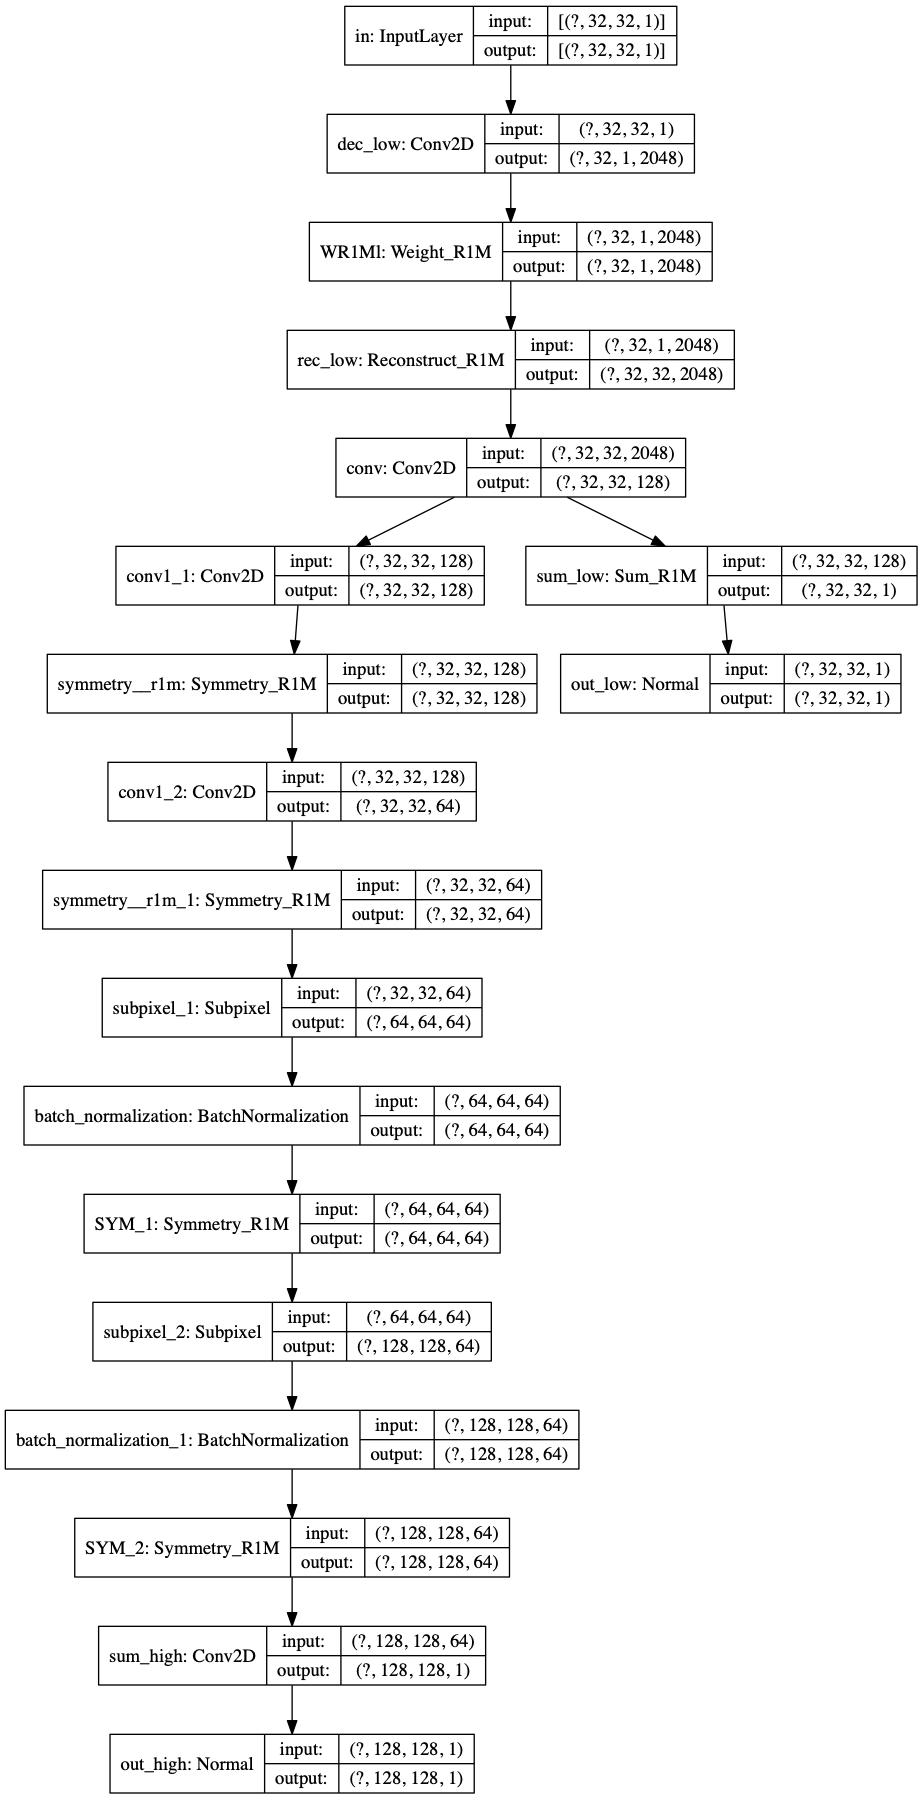 in: InputLayer
input: [(?, 32, 32, 1)]
output: [(?, 32, 32, 1)]
dec_low: Conv2D
input: (?, 32, 32, 1)
output: (?, 32, 1, 2048)
WR1Ml: Weight_R1M
input: (?, 32, 1, 2048)
output: (?, 32, 1, 2048)
rec_low: Reconstruct_R1M
input: (?, 32, 1, 2048)
output: (?, 32, 32, 2048)
conv: Conv2D
input: (?, 32, 32, 2048)
output: (?, 32, 32, 128)
conv1_1: Conv2D
input: (?, 32, 32, 128)
output: (?, 32, 32, 128)
sum_low: Sum_R1M
input: (?, 32, 32, 128)
output: (?, 32, 32, 1)
symmetry__r1m: Symmetry_R1M
input: (?, 32, 32, 128)
output: (?, 32, 32, 128)
out_low: Normal
input: (?, 32, 32, 1)
output: (?, 32, 32, 1)
conv1_2: Conv2D
input: (?, 32, 32, 128)
output: (?, 32, 32, 64)
symmetry__r1m_1: Symmetry_R1M
input: (?, 32, 32, 64)
output: (?, 32, 32, 64)
subpixel_1: Subpixel
input: (?, 32, 32, 64)
output: (?, 64, 64, 64)
batch_normalization: BatchNormalization
input: (?, 64, 64, 64)
output: (?, 64, 64, 64)
SYM_1: Symmetry_R1M
input: (?, 64, 64, 64)
output: (?, 64, 64, 64)
subpixel_2: Subpixel
input: (?, 64, 64, 64)
output: (?, 128, 128, 64)
batch_normalization_1: BatchNormalization
input: (?, 128, 128, 64)
output: (?, 128, 128, 64)
SYM_2: Symmetry_R1M
input: (?, 128, 128, 64)
output: (?, 128, 128, 64)
sum_high: Conv2D
input: (?, 128, 128, 64)
output: (?, 128, 128, 1)
out_high: Normal
input: (?, 128, 128, 1)
output: (?, 128, 128, 1)